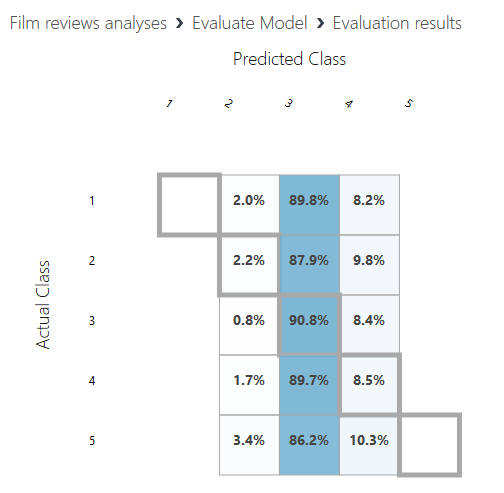 Film reviews analyses › Evaluate Model › Evaluation results
Predicted Class
1 2 3 4 5
Actual Class
1 2.0% 89.8% 8.2%
2 2.2% 87.9% 9.8%
3 0.8% 90.8% 8.4%
4 1.7% 89.7% 8.5%
5 3.4% 86.2% 10.3%